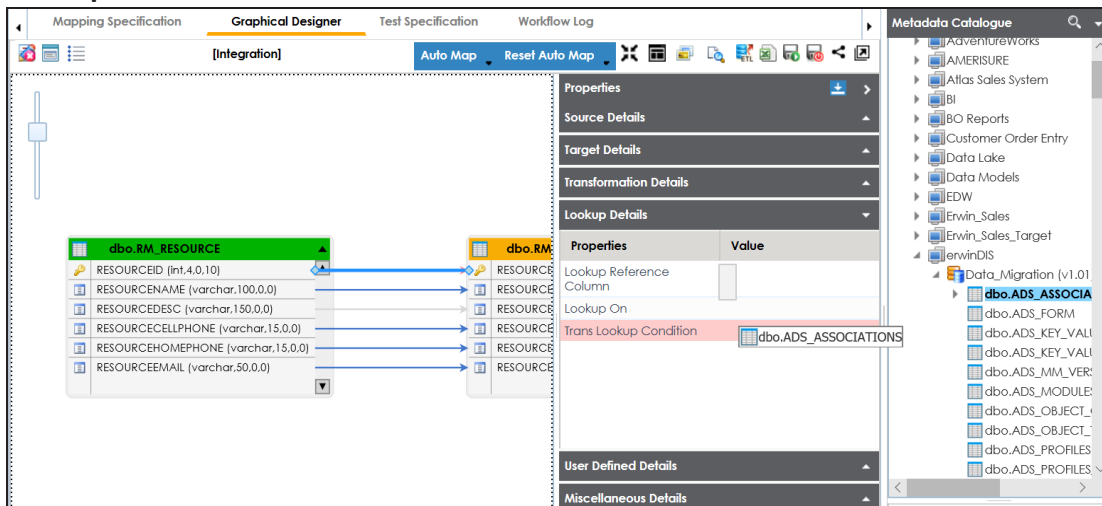 Mapping Specification Graphical Designer Test Specification Workflow Log
[Integration] Auto Map Reset Auto Map
ETL
Properties
Source Details
Target Details
Transformation Details
Lookup Details
Properties Value
Lookup Reference
Column
Lookup On
Trans Lookup Condition
dbo.ADS_ASSOCIATIONS
User Defined Details
Miscellaneous Details
dbo.RM_RESOURCE
RESOURCEID (int,4,0,10)
RESOURCENAME (varchar,100,0,0)
RESOURCEDESC (varchar,150,0,0)
RESOURCECELLPHONE (varchar,15,0,0)
RESOURCEHOMEPHONE (varchar,15,0,0)
RESOURCEEMAIL (varchar,50,0,0)
dbo.RM
RESOURCE
RESOURCE
RESOURCE
RESOURCE
RESOURCE
RESOURCE
Metadata Catalogue
AdventureWorks
AMERISURE
Atlas Sales System
BI
BO Reports
Customer Order Entry
Data Lake
Data Models
EDW
Erwin_Sales
Erwin_Sales_Target
erwinDIS
Data_Migration (v1.01
dbo.ADS_ASSOCIA
dbo.ADS_FORM
dbo.ADS_KEY_VALU
dbo.ADS_KEY_VALU
dbo.ADS_MM_VERS
dbo.ADS_MODULES
dbo.ADS_OBJECT_
dbo.ADS_OBJECT_
dbo.ADS_PROFILES
dbo.ADS_PROFILES_